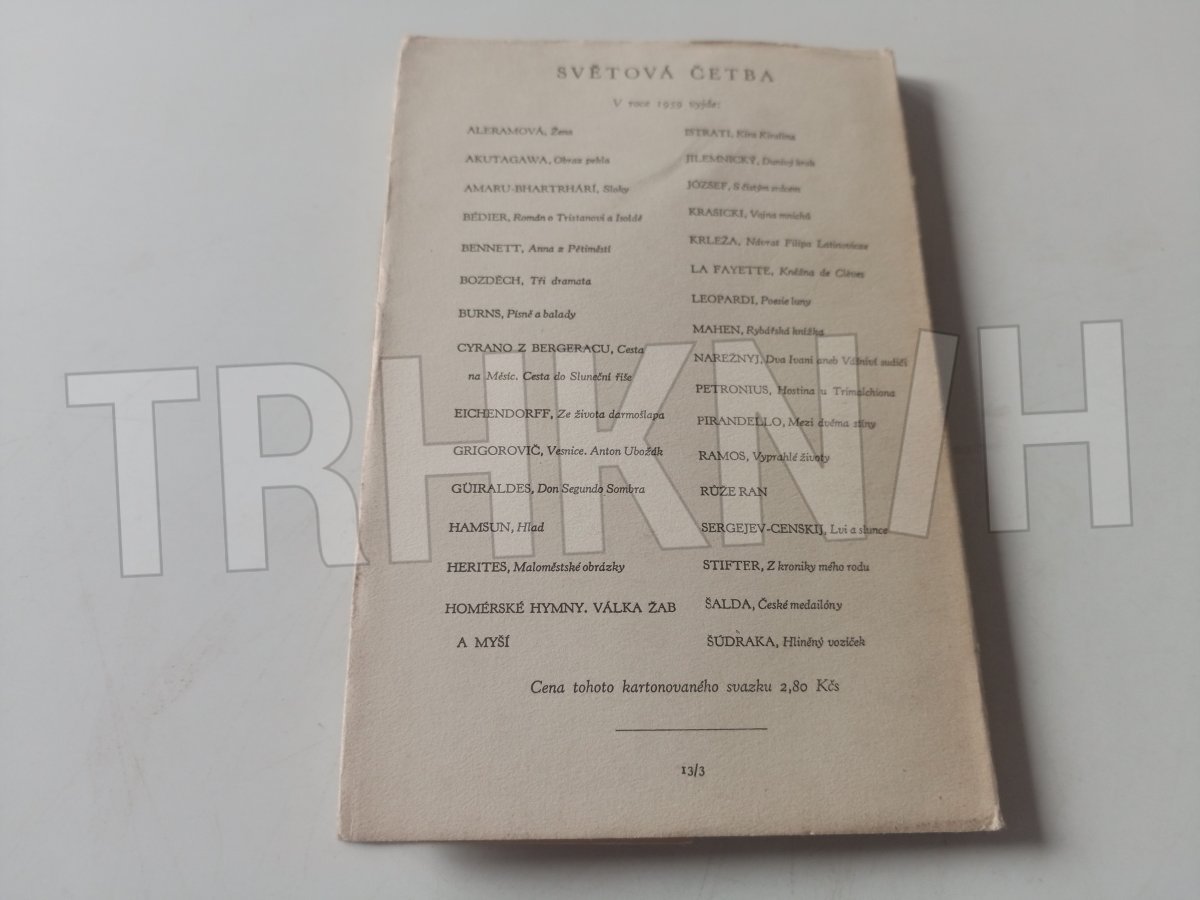 SVĚTOVÁ ČETBA
V roce 1959 vyjde:
ALERAMOVÁ, Žena
AKUTAGAWA, Obraz pekla
AMARU-BHARTRHARÍ, Sloky
BÉDIER, Román o Tristanovi a Isoldě
BENNETT, Anna z Pětiměstí
BOZDĚCH, Tři dramata
BURNS, Písně a balady
CYRANO Z BERGERACU, Cesta
na Měsíc. Cesta do Sluneční říše
EICHENDORFF, Ze života darmošlapa
GRIGOROVIČ, Vesnice. Anton Ubožák
GÜIRALDES, Don Segundo Sombra
HAMSUN, Hlad
HERITES, Maloměstské obrázky
HOMÉRSKÉ HYMNY. VÁLKA ŽAB
A MYŠÍ
ISTRATI, Kira Kiralina
JILEMNICKÝ, Dunivý krok
JÓZSEF, S čistým srdcem
KRASICKI, Vojna mnichů
KRLEŽA, Návrat Filipa Latinovicze
LA FAYETTE, Kněžna de Clèves
LEOPARDI, Poesie luny
MAHEN, Rybářská knížka
NAREŽNYJ, Dva Ivani aneb Vášniví sudiči
PETRONIUS, Hostina u Trimalchiona
PIRANDELLO, Mezi dvěma stíny
RAMOS, Vyprahlé životy
RŮŽE RAN
SERGEJEV-CENSKIJ, Lvi a slunce
STIFTER, Z kroniky mého rodu
ŠALDA, České medailóny
ŠÚDRAKA, Hliněný vozíček
Cena tohoto kartonovaného svazku 2,80 Kčs
13/3
TRHKNIH